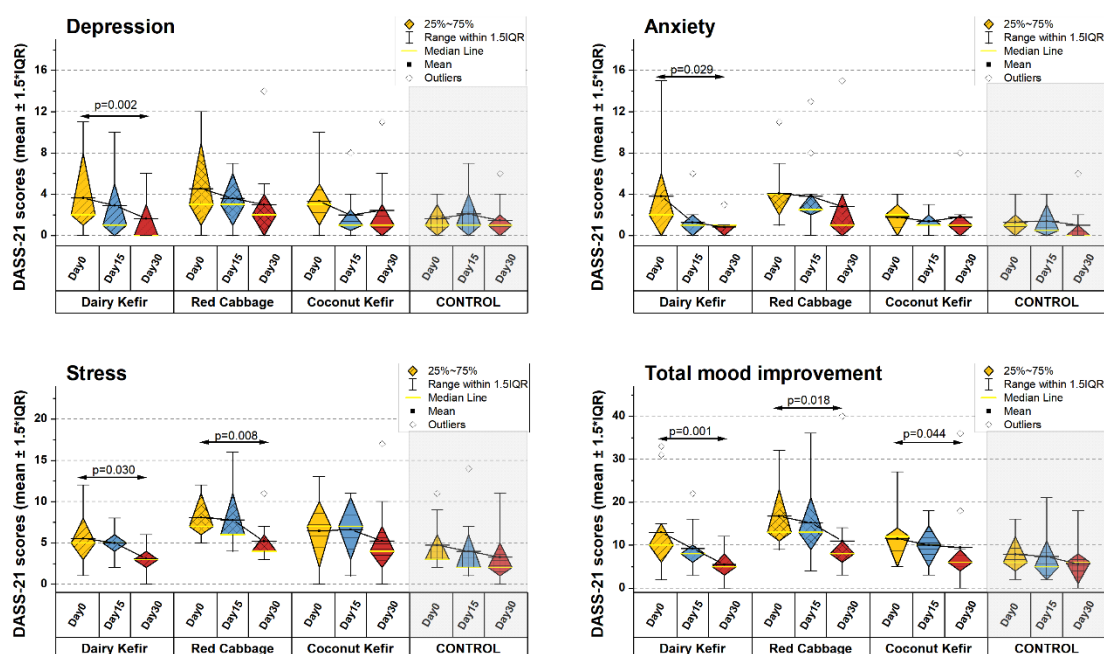 Depression
25%~75%
Range within 1.5IQR
Median Line
Mean
Outliers
DASS-21 scores (mean ± 1.5*IQR)
16
12
8
4
0
p=0.002
Day0 Day15 Day30 Day0 Day15 Day30 Day0 Day15 Day30 Day0 Day15 Day30
Dairy Kefir Red Cabbage Coconut Kefir CONTROL
Anxiety
25%~75%
Range within 1.5IQR
Median Line
Mean
Outliers
DASS-21 scores (mean ± 1.5*IQR)
16
12
8
4
0
p=0.029
Day0 Day15 Day30 Day0 Day15 Day30 Day0 Day15 Day30 Day0 Day15 Day30
Dairy Kefir Red Cabbage Coconut Kefir CONTROL
Stress
25%~75%
Range within 1.5IQR
Median Line
Mean
Outliers
DASS-21 scores (mean ± 1.5*IQR)
20
15
10
5
0
p=0.030
p=0.008
Day0 Day15 Day30 Day0 Day15 Day30 Day0 Day15 Day30 Day0 Day15 Day30
Dairy Kefir Red Cabbage Coconut Kefir CONTROL
Total mood improvement
25%~75%
Range within 1.5IQR
Median Line
Mean
Outliers
DASS-21 scores (mean ± 1.5*IQR)
40
30
20
10
0
p=0.001
p=0.018
p=0.044
Day0 Day15 Day30 Day0 Day15 Day30 Day0 Day15 Day30 Day0 Day15 Day30
Dairy Kefir Red Cabbage Coconut Kefir CONTROL